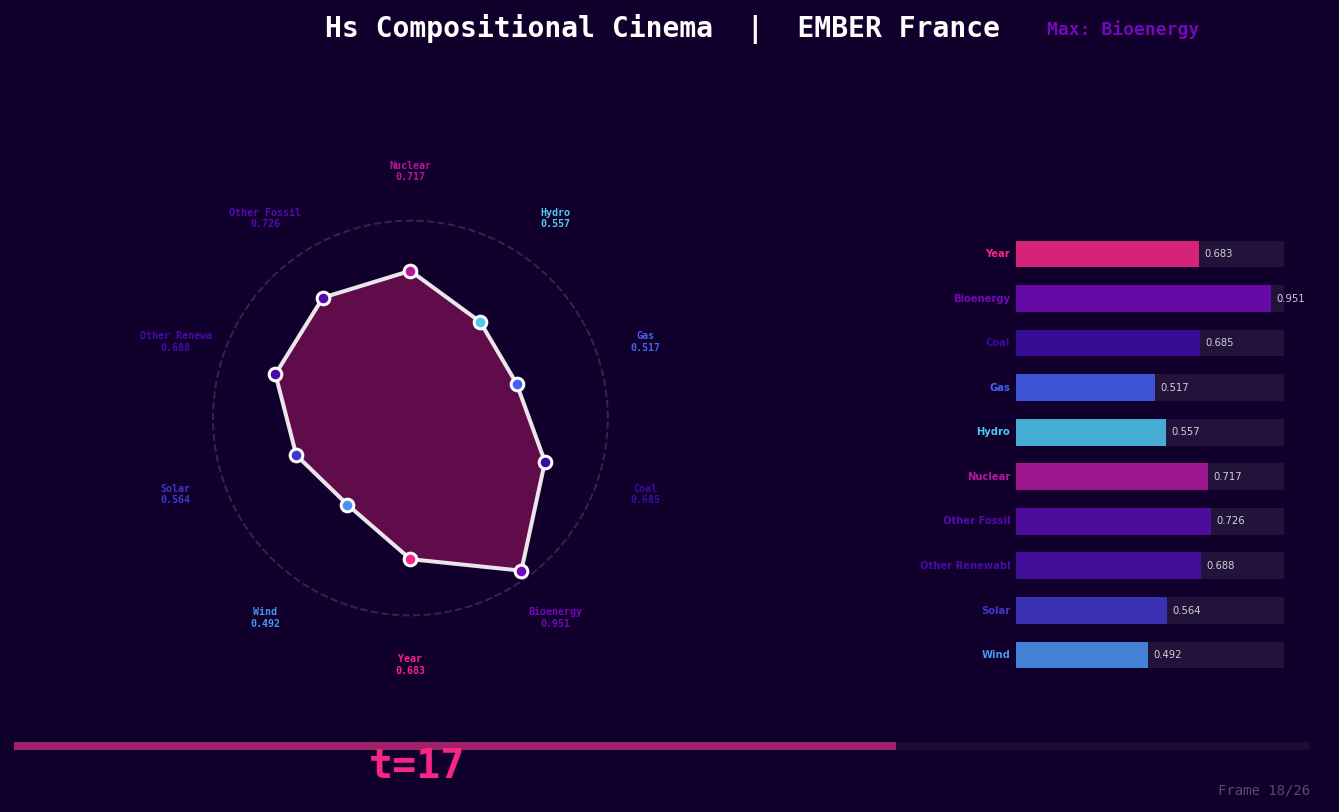 Hs Compositional Cinema  |  EMBER France
Max: Bioenergy
Nuclear
0.717
Other Fossil
0.726
Hydro
0.557
Other Renewa
0.688
Gas
0.517
Solar
0.564
Coal
0.685
Wind
0.492
Bioenergy
0.951
Year
0.683
Year 0.683
Bioenergy 0.951
Coal 0.685
Gas 0.517
Hydro 0.557
Nuclear 0.717
Other Fossil 0.726
Other Renewabl 0.688
Solar 0.564
Wind 0.492
t=17
Frame 18/26